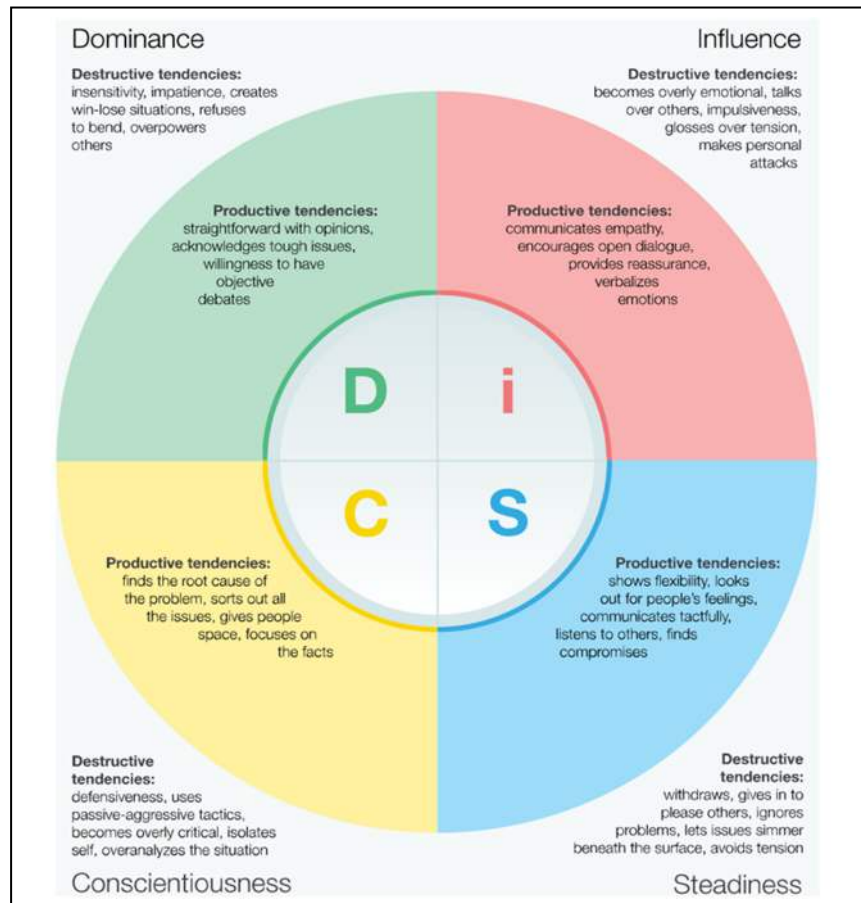 Dominance
Destructive tendencies:
insensitivity, impatience, creates
win-lose situations, refuses
to bend, overpowers
others
Influence
Destructive tendencies:
becomes overly emotional, talks
over others, impulsiveness,
glosses over tension,
makes personal
attacks
Productive tendencies:
straightforward with opinions,
acknowledges tough issues,
willingness to have
objective
debates
Productive tendencies:
communicates empathy,
encourages open dialogue,
provides reassurance,
verbalizes
emotions
D
i
C
S
Productive tendencies:
finds the root cause of
the problem, sorts out all
the issues, gives people
space, focuses on
the facts
Productive tendencies:
shows flexibility, looks
out for people's feelings,
communicates tactfully,
listens to others, finds
compromises
Destructive
tendencies:
defensiveness, uses
passive-aggressive tactics,
becomes overly critical, isolates
self, overanalyzes the situation
Conscientiousness
Destructive
tendencies:
withdraws, gives in to
please others, ignores
problems, lets issues simmer
beneath the surface, avoids tension
Steadiness